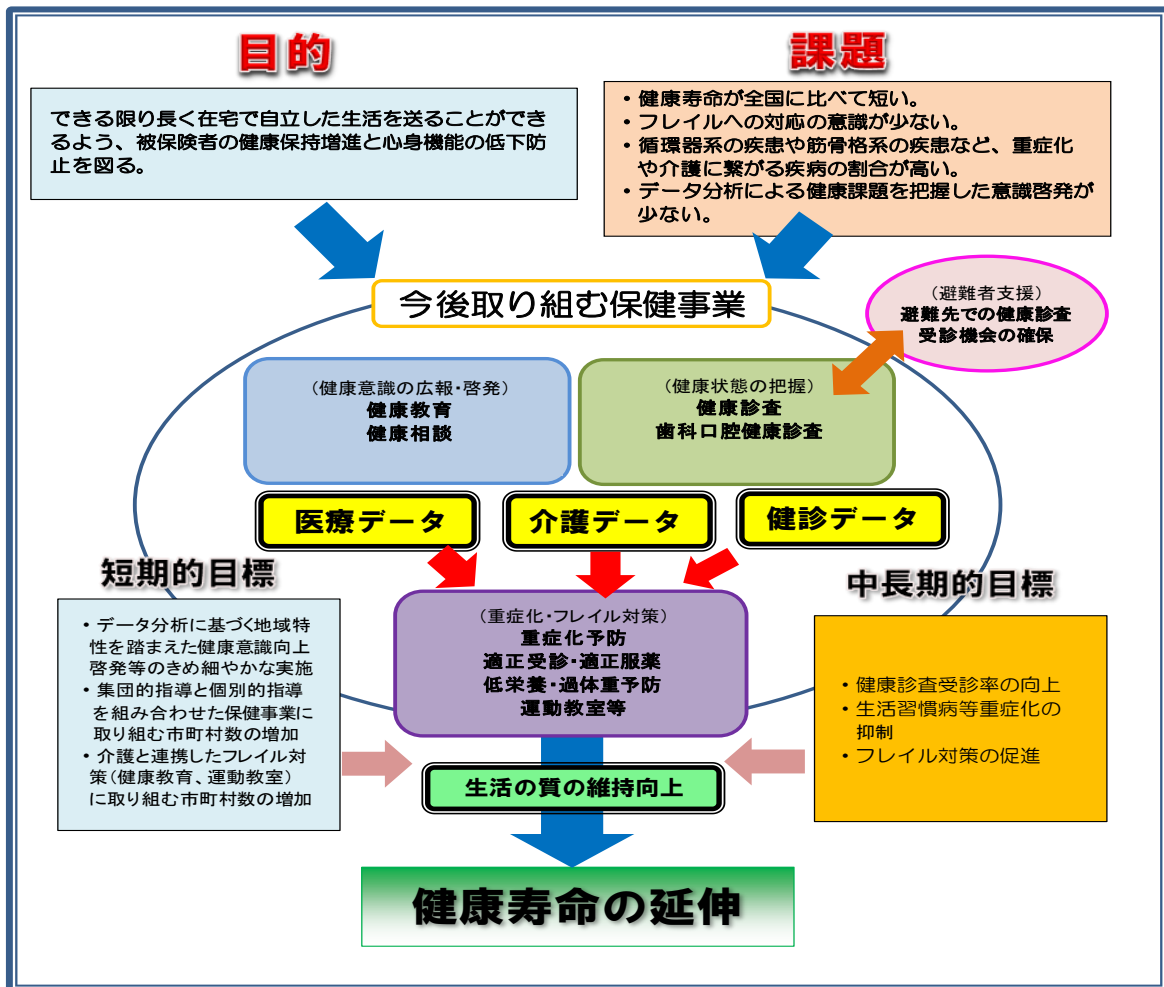 目的
できる限り長く在宅で自立した生活を送ることができ
るよう、被保険者の健康保持増進と心身機能の低下防
止を図る。
課題
・健康寿命が全国に比べて短い。
・フレイルへの対応の意識が少ない。
・循環器系の疾患や筋骨格系の疾患など、重症化
や介護に繋がる疾病の割合が高い。
・データ分析による健康課題を把握した意識啓発が
少ない。
今後取り組む保健事業
(避難者支援)
避難先での健康診査
受診機会の確保
(健康意識の広報・啓発)
健康教育
健康相談
(健康状態の把握)
健康診査
歯科口腔健康診査
医療データ
介護データ
健診データ
短期的目標
・データ分析に基づく地域特
性を踏まえた健康意識向上
啓発等のきめ細やかな実施
・集団的指導と個別的指導
を組み合わせた保健事業に
取り組む市町村数の増加
・介護と連携したフレイル対
策(健康教育、運動教室)
に取り組む市町村数の増加
(重症化・フレイル対策)
重症化予防
適正受診・適正服薬
低栄養・過体重予防
運動教室等
中長期的目標
・健康診査受診率の向上
・生活習慣病等重症化の
抑制
・フレイル対策の促進
生活の質の維持向上
健康寿命の延伸